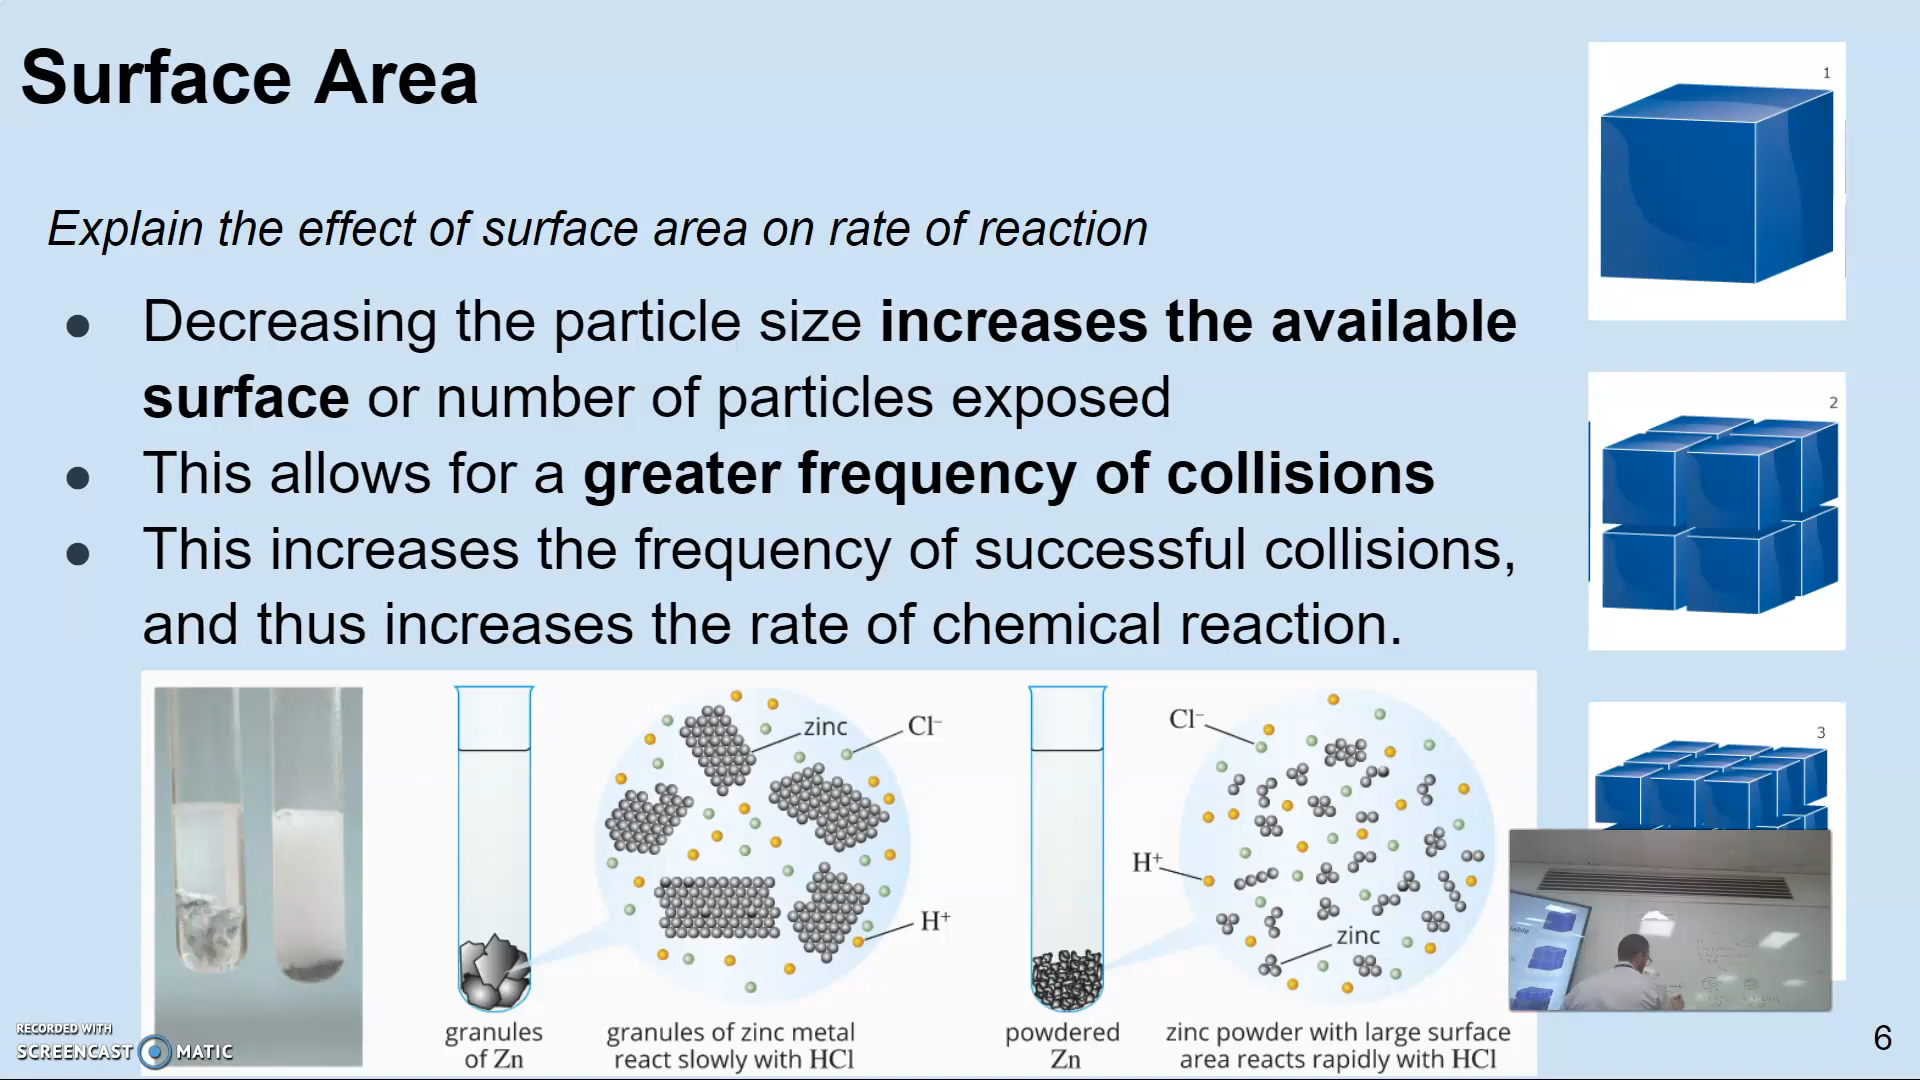 Surface Area
1
Explain the effect of surface area on rate of reaction
● Decreasing the particle size increases the available
surface or number of particles exposed
● This allows for a greater frequency of collisions
● This increases the frequency of successful collisions,
and thus increases the rate of chemical reaction.
2
3
zinc
Cl⁻
H⁺
granules
of Zn
granules of zinc metal
react slowly with HCl
Cl⁻
H⁺
zinc
powdered
Zn
zinc powder with large surface
area reacts rapidly with HCl
RECORDED WITH
SCREENCAST MATIC
6